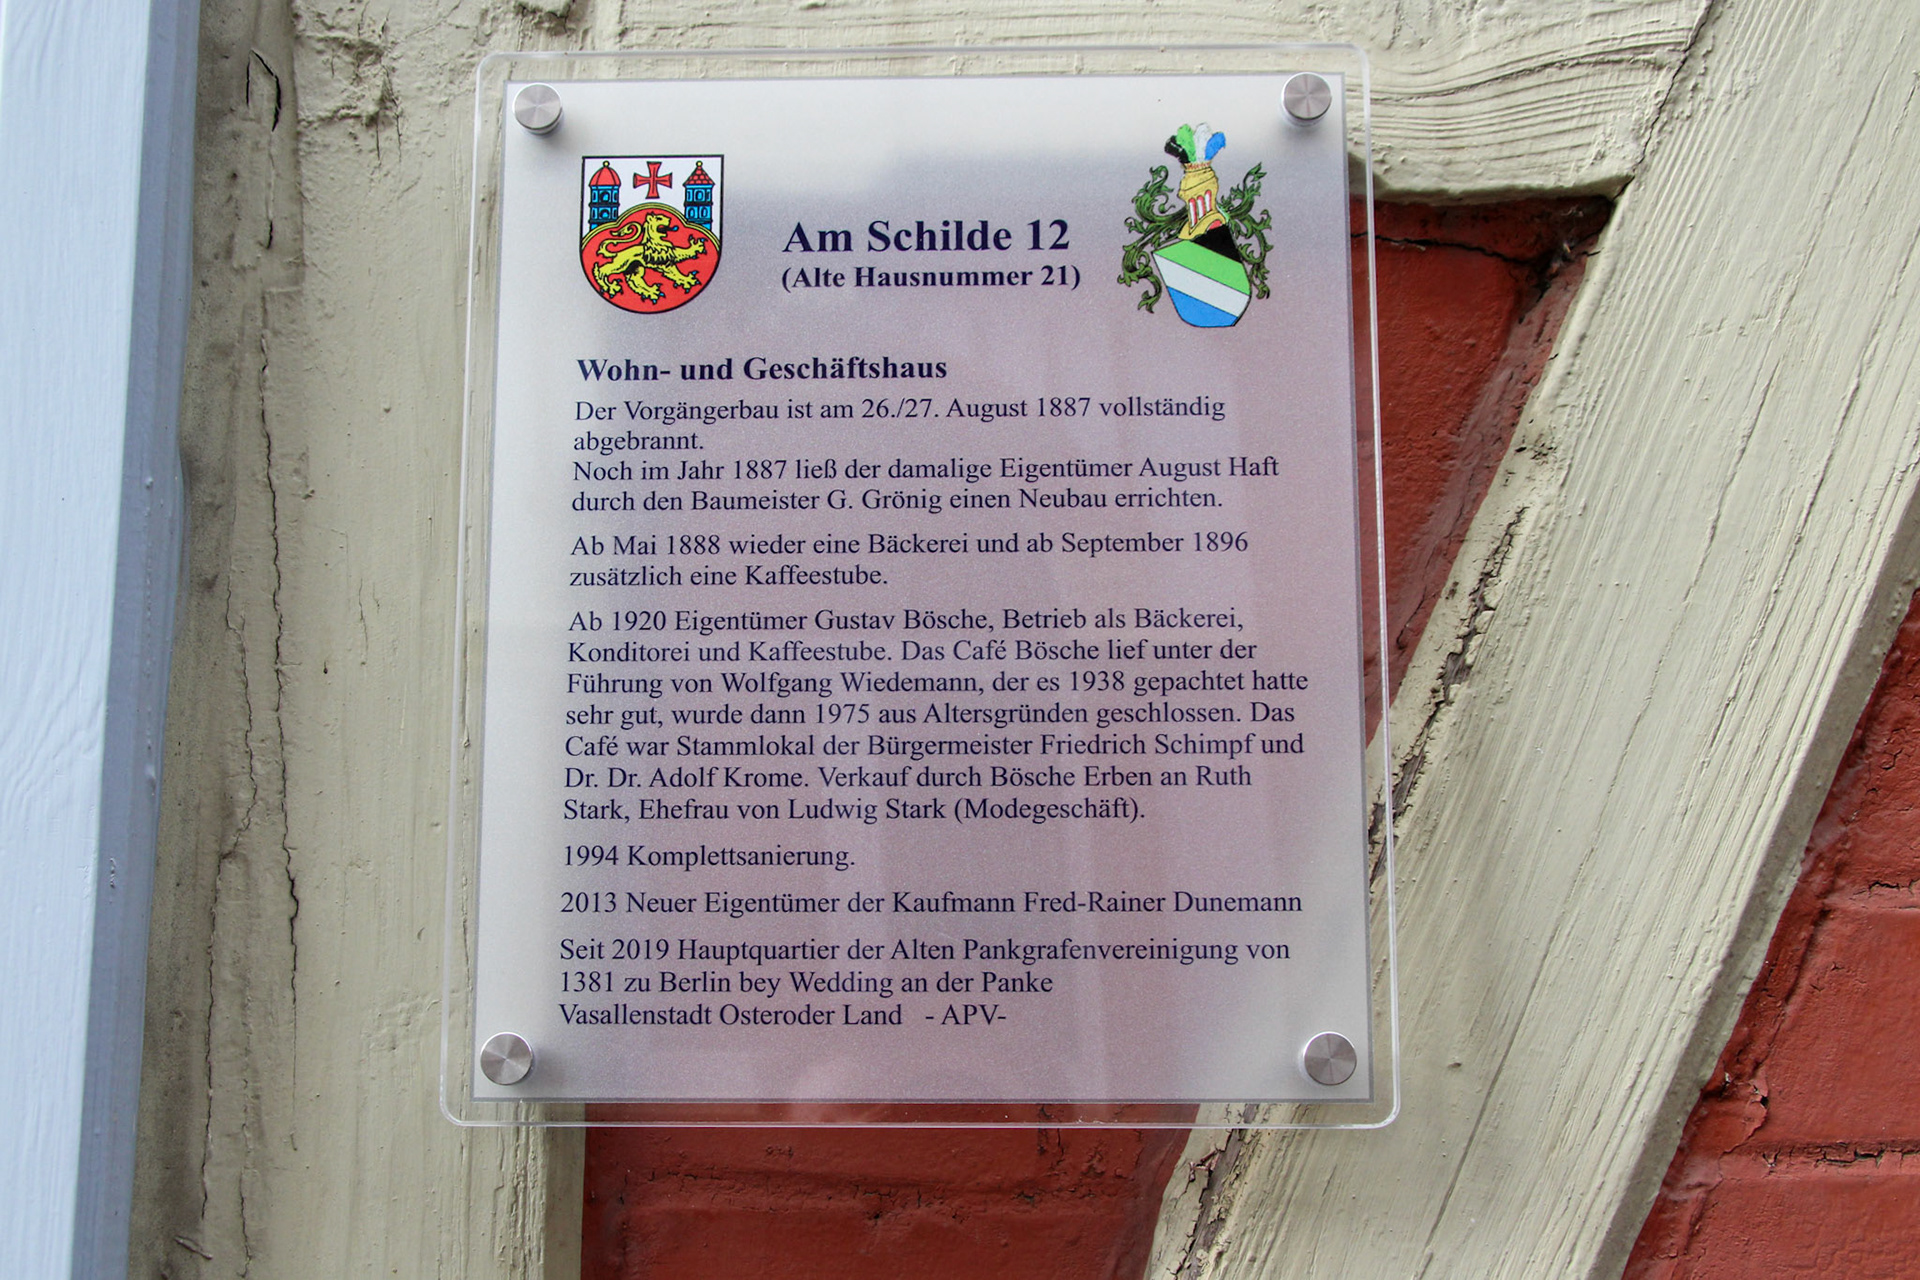 Am Schilde 12
(Alte Hausnummer 21)
Wohn- und Geschäftshaus
Der Vorgängerbau ist am 26./27. August 1887 vollständig
abgebrannt.
Noch im Jahr 1887 ließ der damalige Eigentümer August Haft
durch den Baumeister G. Grönig einen Neubau errichten.
Ab Mai 1888 wieder eine Bäckerei und ab September 1896
zusätzlich eine Kaffeestube.
Ab 1920 Eigentümer Gustav Bösche, Betrieb als Bäckerei,
Konditorei und Kaffeestube. Das Café Bösche lief unter der
Führung von Wolfgang Wiedemann, der es 1938 gepachtet hatte
sehr gut, wurde dann 1975 aus Altersgründen geschlossen. Das
Café war Stammlokal der Bürgermeister Friedrich Schimpf und
Dr. Dr. Adolf Krome. Verkauf durch Bösche Erben an Ruth
Stark, Ehefrau von Ludwig Stark (Modegeschäft).
1994 Komplettsanierung.
2013 Neuer Eigentümer der Kaufmann Fred-Rainer Dunemann
Seit 2019 Hauptquartier der Alten Pankgrafenvereinigung von
1381 zu Berlin bey Wedding an der Panke
Vasallenstadt Osteroder Land - APV-